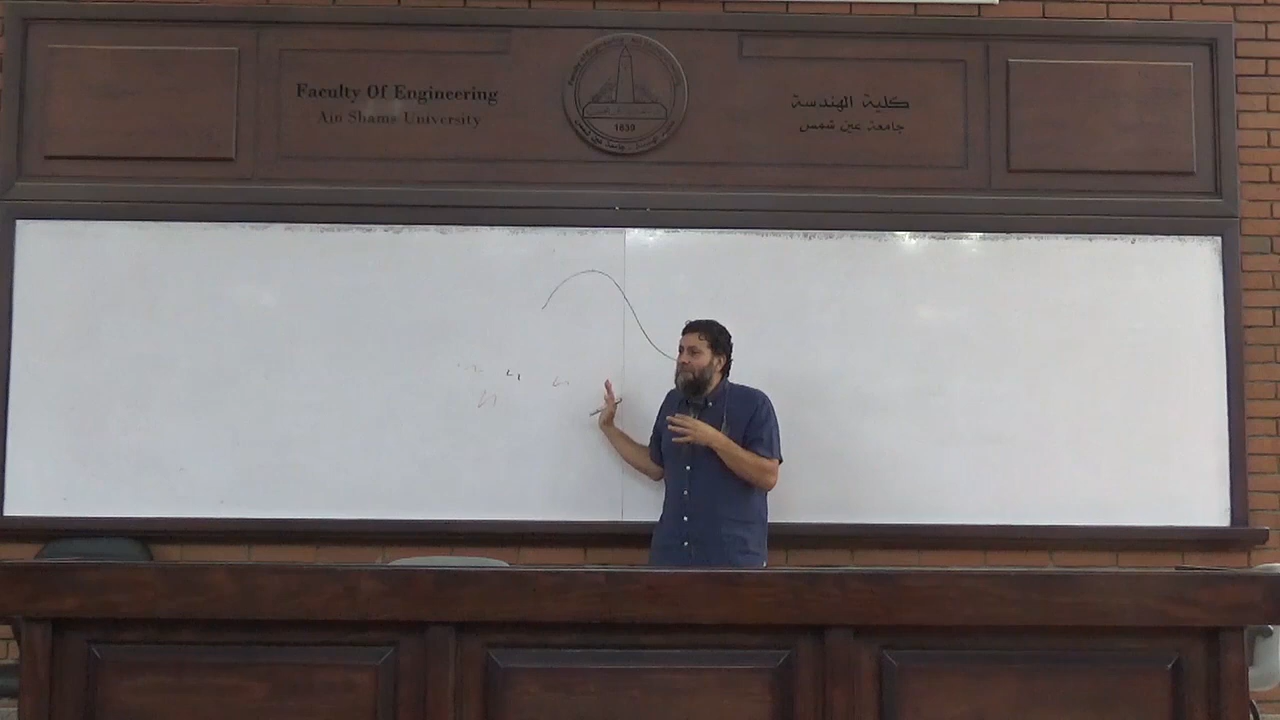 Faculty Of Engineering
Ain Shams University
1839
كلية الهندسة
جامعة عين شمس